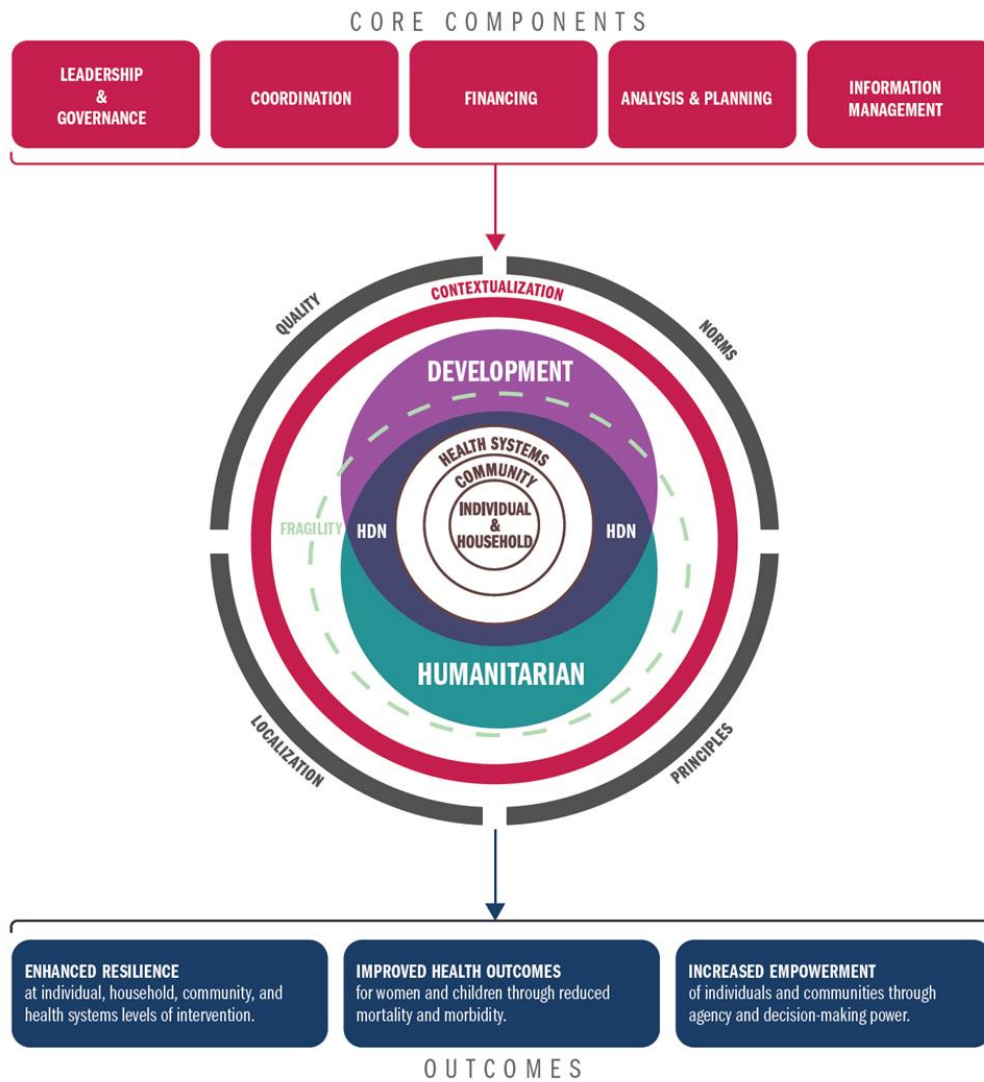 CORE COMPONENTS
LEADERSHIP
&
GOVERNANCE
COORDINATION
FINANCING
ANALYSIS & PLANNING
INFORMATION
MANAGEMENT
QUALITY
CONTEXTUALIZATION
NORMS
DEVELOPMENT
HEALTH SYSTEMS
COMMUNITY
INDIVIDUAL
&
HOUSEHOLD
FRAGILITY
HDN
HDN
HUMANITARIAN
LOCALIZATION
PRINCIPLES
ENHANCED RESILIENCE
at individual, household, community, and
health systems levels of intervention.
IMPROVED HEALTH OUTCOMES
for women and children through reduced
mortality and morbidity.
INCREASED EMPOWERMENT
of individuals and communities through
agency and decision-making power.
OUTCOMES